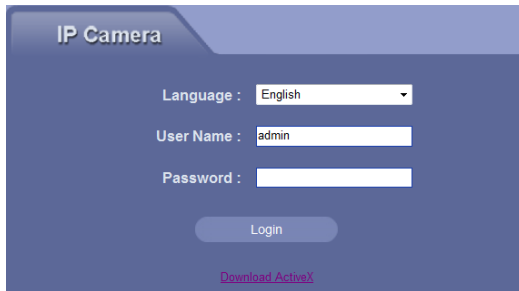 IP Camera
Language : English
User Name : admin
Password :
Login
Download ActiveX